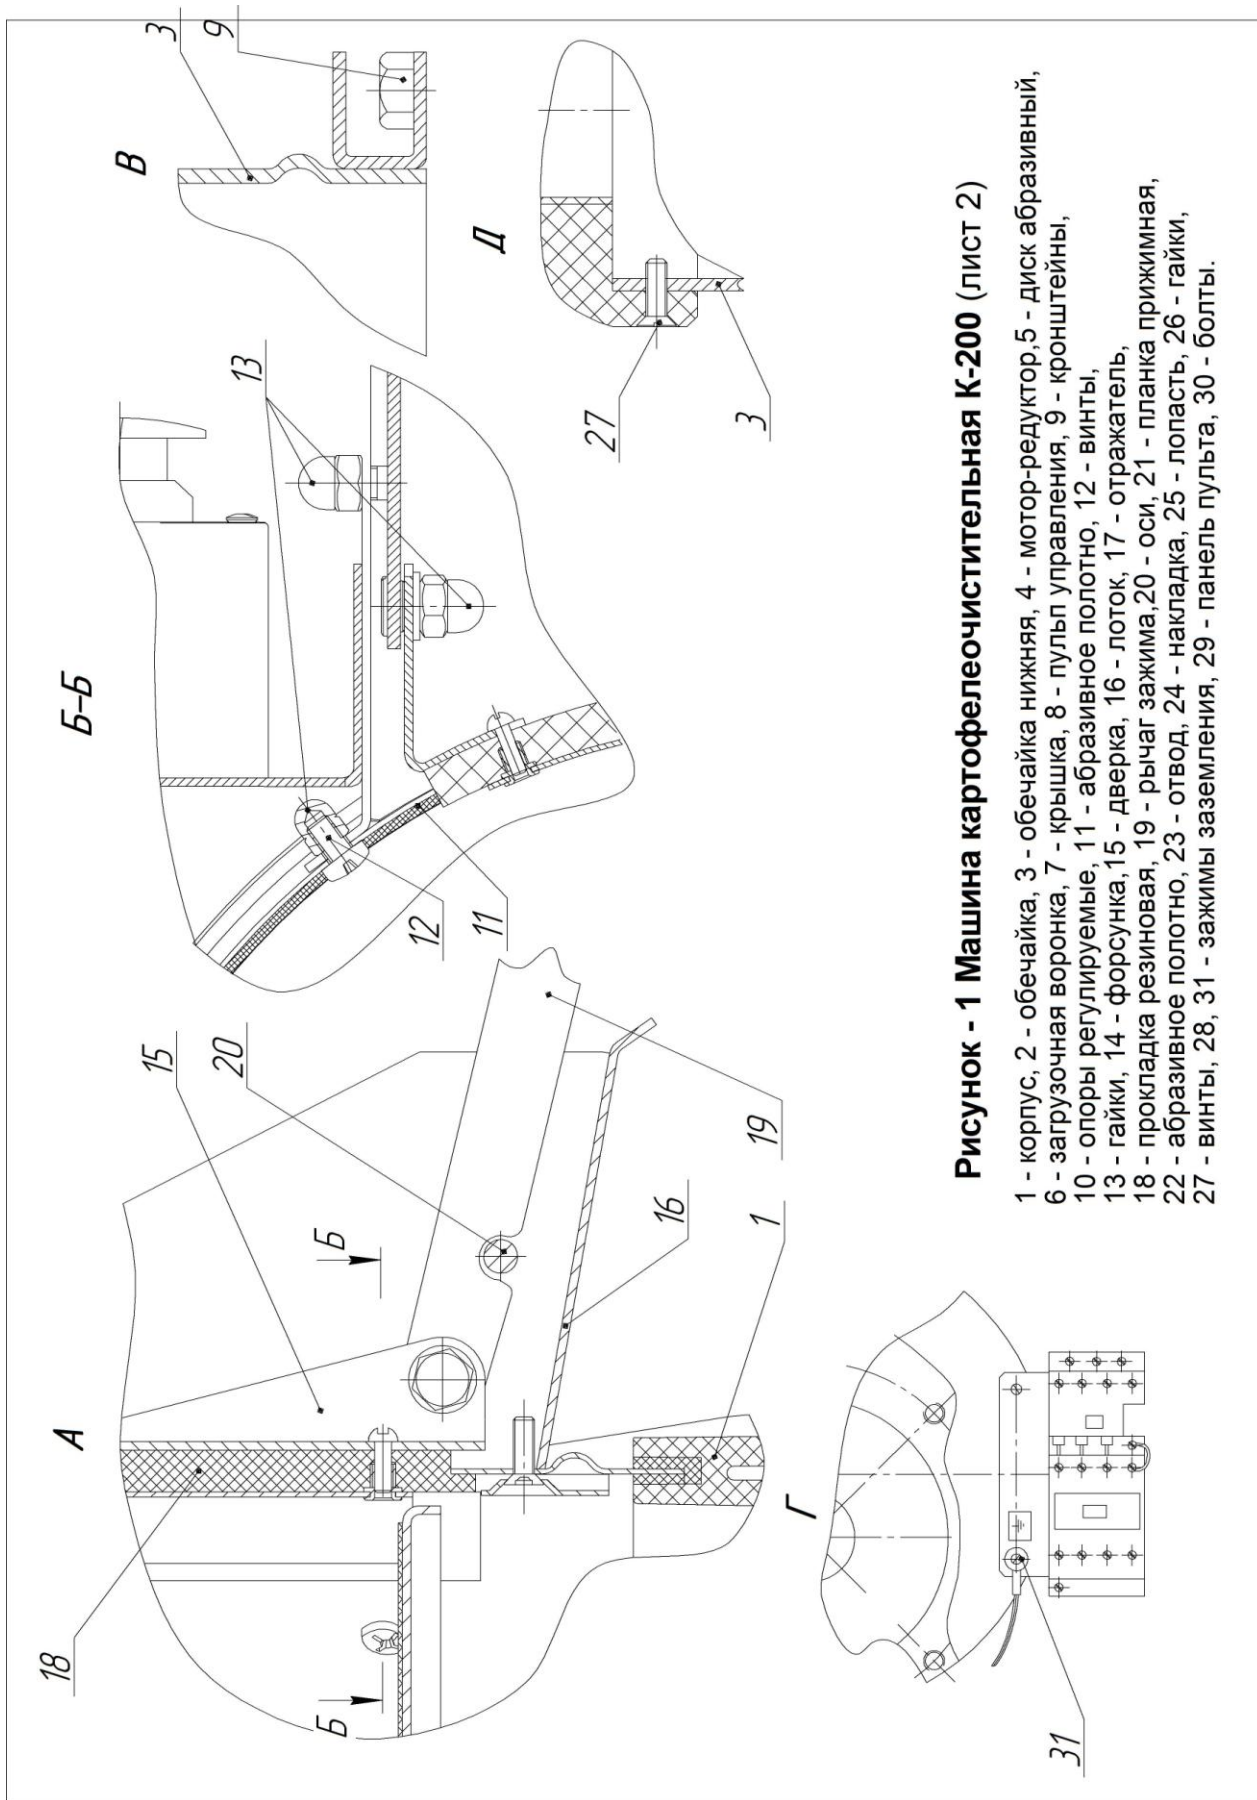 А
Б-Б
В
15
20
18
Б
Б
19
16
1
13
12
11
3
9
Д
27
3
Г
31
Рисунок - 1 Машина картофелеочистительная К-200 (лист 2)
1 - корпус, 2 - обечайка, 3 - обечайка нижняя, 4 - мотор-редуктор,5 - диск абразивный,
6 - загрузочная воронка, 7 - крышка, 8 - пульп управления, 9 - кронштейны,
10 - опоры регулируемые, 11 - абразивное полотно, 12 - винты,
13 - гайки, 14 - форсунка,15 - дверка, 16 - лоток, 17 - отражатель,
18 - прокладка резиновая, 19 - рычаг зажима,20 - оси, 21 - планка прижимная,
22 - абразивное полотно, 23 - отвод, 24 - накладка, 25 - лопасть, 26 - гайки,
27 - винты, 28, 31 - зажимы заземления, 29 - панель пульта, 30 - болты.